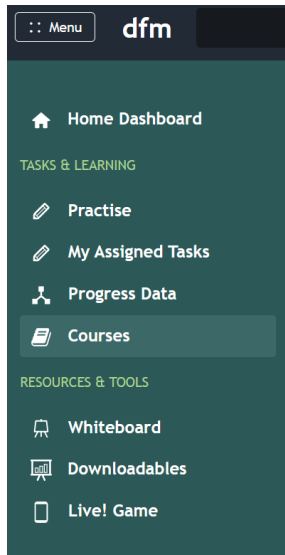 Menu
dfm
Home Dashboard
TASKS & LEARNING
Practise
My Assigned Tasks
Progress Data
Courses
RESOURCES & TOOLS
Whiteboard
Downloadables
Live! Game